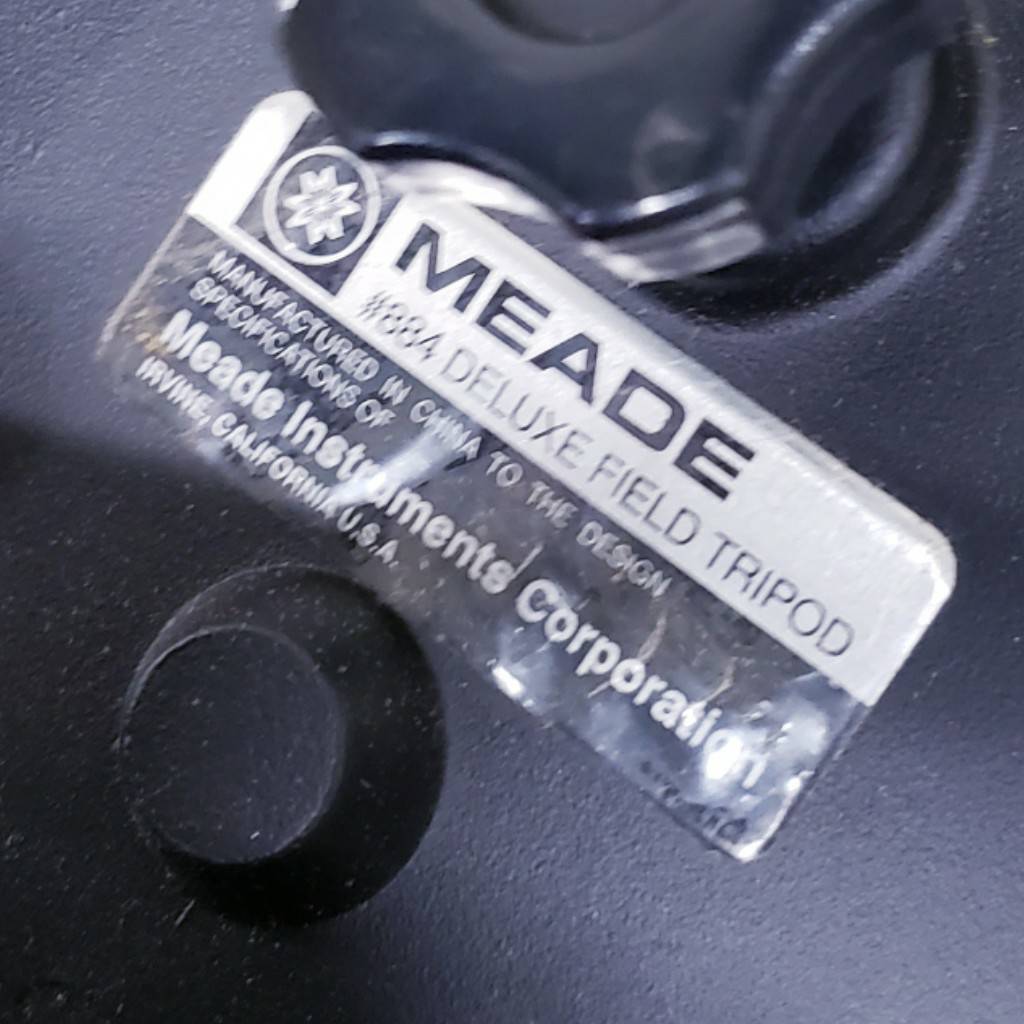 MEADE
#884 DELUXE FIELD TRIPOD
MANUFACTURED IN CHINA TO THE DESIGN
SPECIFICATIONS OF
Meade Instruments Corporation
IRVINE, CALIFORNIA U.S.A.